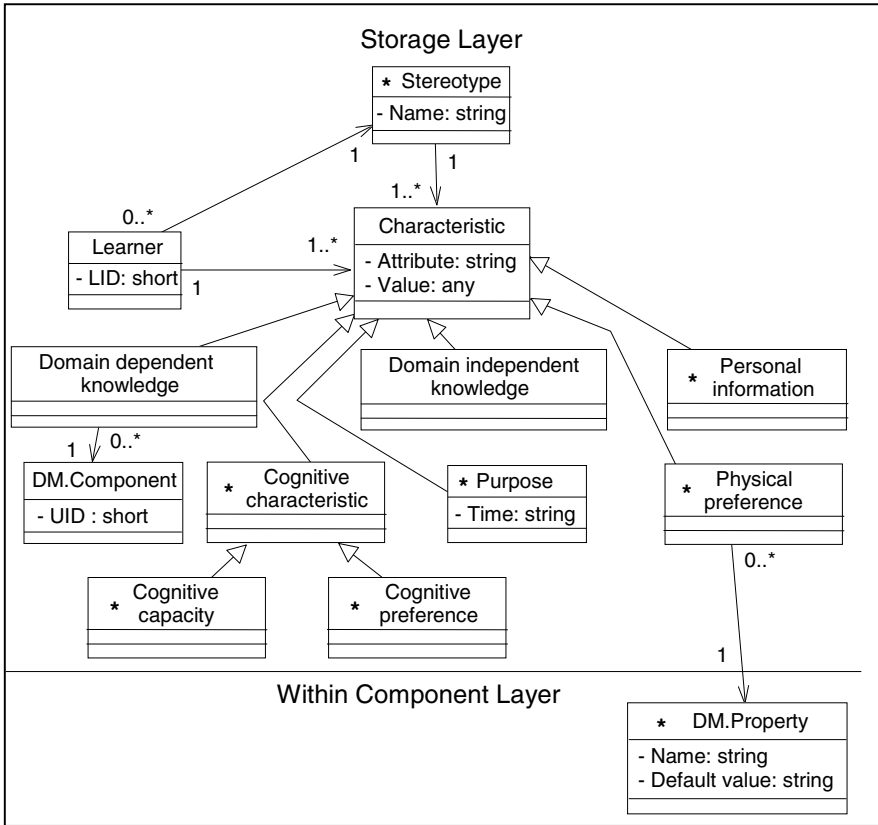 Storage Layer
* Stereotype
- Name: string
1
1
0..*
1..*
Learner
- LID: short
1
1..*
Characteristic
- Attribute: string
- Value: any
Domain dependent
knowledge
Domain independent
knowledge
* Personal
information
1
0..*
DM.Component
- UID : short
* Cognitive
characteristic
* Purpose
- Time: string
* Physical
preference
0..*
* Cognitive
capacity
* Cognitive
preference
1
Within Component Layer
* DM.Property
- Name: string
- Default value: string